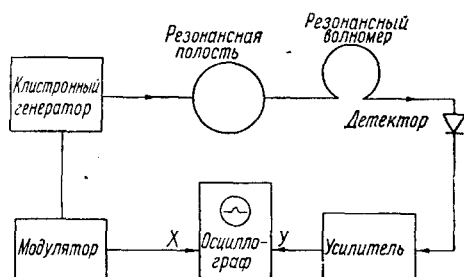 Резонансная
полость
Резонансный
волномер
Клистронный
генератор
Детектор
Модулятор
X
Осцилло-
граф
У
Усилитель